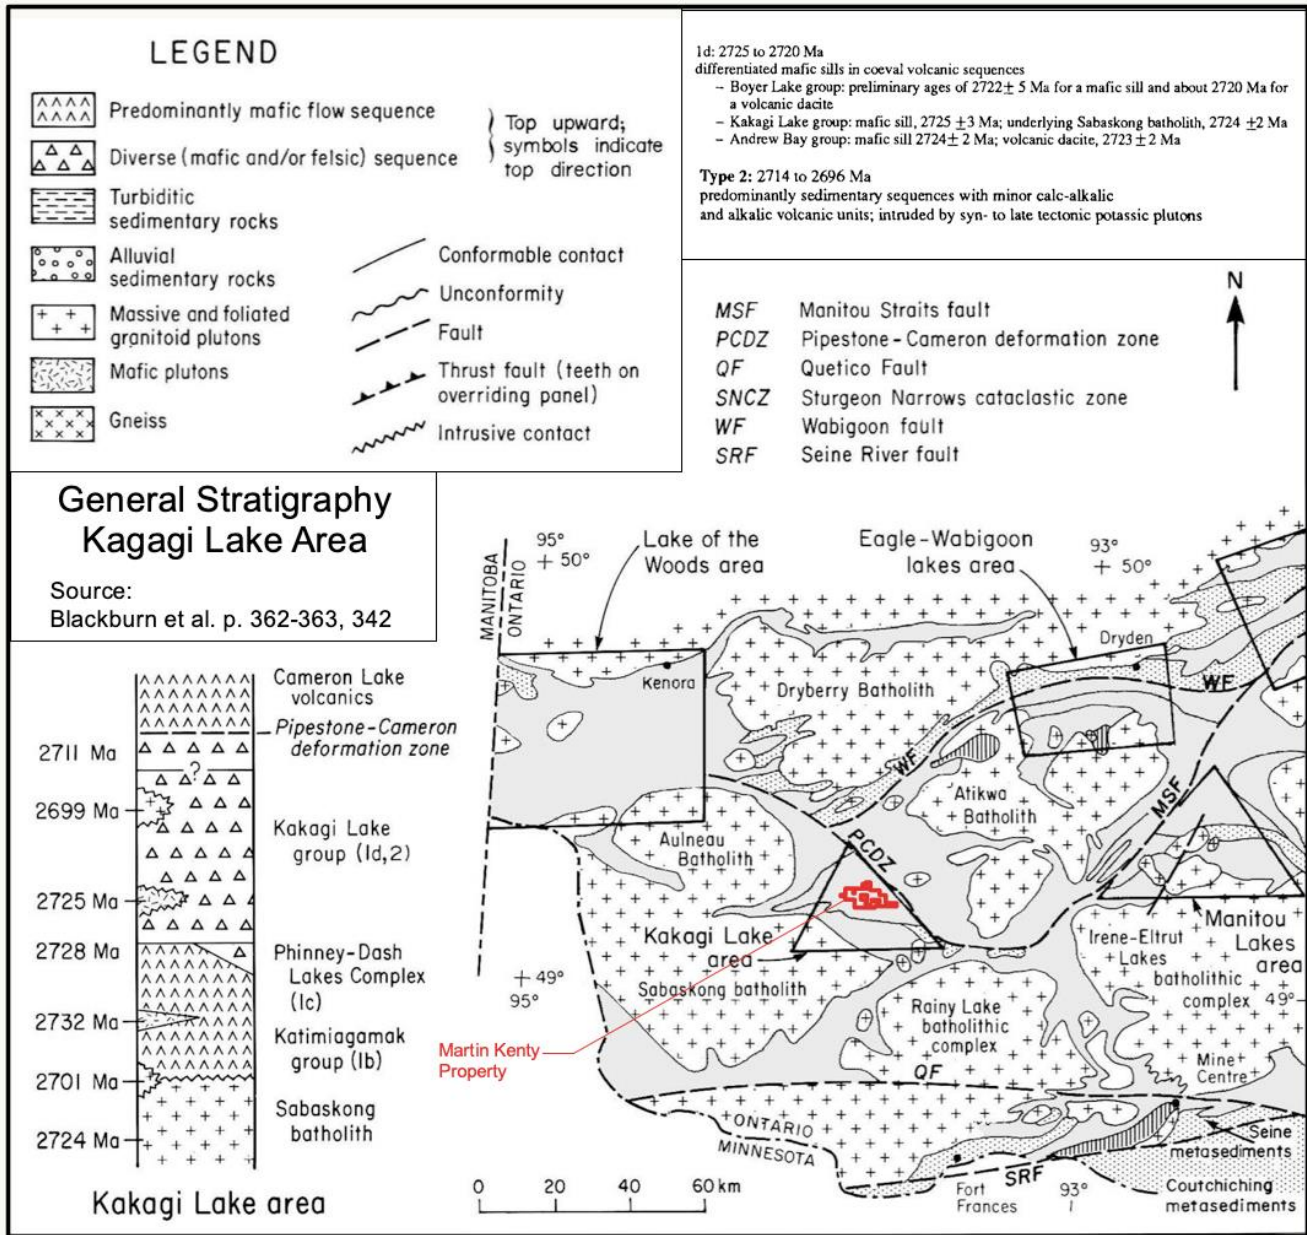 LEGEND
Predominantly mafic flow sequence
Diverse (mafic and/or felsic) sequence
Top upward;
symbols indicate
top direction
Turbiditic
sedimentary rocks
Alluvial
sedimentary rocks
Massive and foliated
granitoid plutons
Mafic plutons
Gneiss
Conformable contact
Unconformity
Fault
Thrust fault (teeth on
overriding panel)
Intrusive contact
1d: 2725 to 2720 Ma
differentiated mafic sills in coeval volcanic sequences
– Boyer Lake group: preliminary ages of 2722± 5 Ma for a mafic sill and about 2720 Ma for
a volcanic dacite
– Kakagi Lake group: mafic sill, 2725 ±3 Ma; underlying Sabaskong batholith, 2724 ±2 Ma
– Andrew Bay group: mafic sill 2724± 2 Ma; volcanic dacite, 2723±2 Ma
Type 2: 2714 to 2696 Ma
predominantly sedimentary sequences with minor calc-alkalic
and alkalic volcanic units; intruded by syn- to late tectonic potassic plutons
N
MSF Manitou Straits fault
PCDZ Pipestone-Cameron deformation zone
QF Quetico Fault
SNCZ Sturgeon Narrows cataclastic zone
WF Wabigoon fault
SRF Seine River fault
General Stratigraphy
Kagagi Lake Area
Source:
Blackburn et al. p. 362-363, 342
Cameron Lake
volcanics
Pipestone-Cameron
deformation zone
2711 Ma
?
2699 Ma
Kakagi Lake
group (1d,2)
2725 Ma
2728 Ma
Phinney-Dash
Lakes Complex
(1c)
2732 Ma
Katimiagamak
group (1b)
2701 Ma
Sabaskong
batholith
2724 Ma
Kakagi Lake area
MANITOBA
ONTARIO
95°
50°
Lake of the
Woods area
Eagle-Wabigoon
lakes area
93°
50°
Kenora
Dryberry Batholith
Dryden
WF
WF
Atikwa
Batholith
MSF
Aulneau
Batholith
PCDZ
Kakagi Lake
area
Manitou
Lakes
area
Irene-Eltrut
Lakes
batholithic
complex
49°
49°
95°
Sabaskong batholith
Rainy Lake
batholithic
complex
Martin Kenty
Property
QF
Mine
Centre
ONTARIO
MINNESOTA
Seine
metasediments
SRF
Fort
Frances
93°
Coutchiching
metasediments
0 20 40 60 km